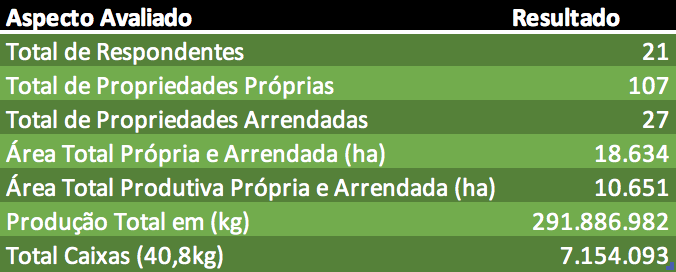 Aspecto Avaliado Resultado
Total de Respondentes 21
Total de Propriedades Próprias 107
Total de Propriedades Arrendadas 27
Área Total Própria e Arrendada (ha) 18.634
Área Total Produtiva Própria e Arrendada (ha) 10.651
Produção Total em (kg) 291.886.982
Total Caixas (40,8kg) 7.154.093